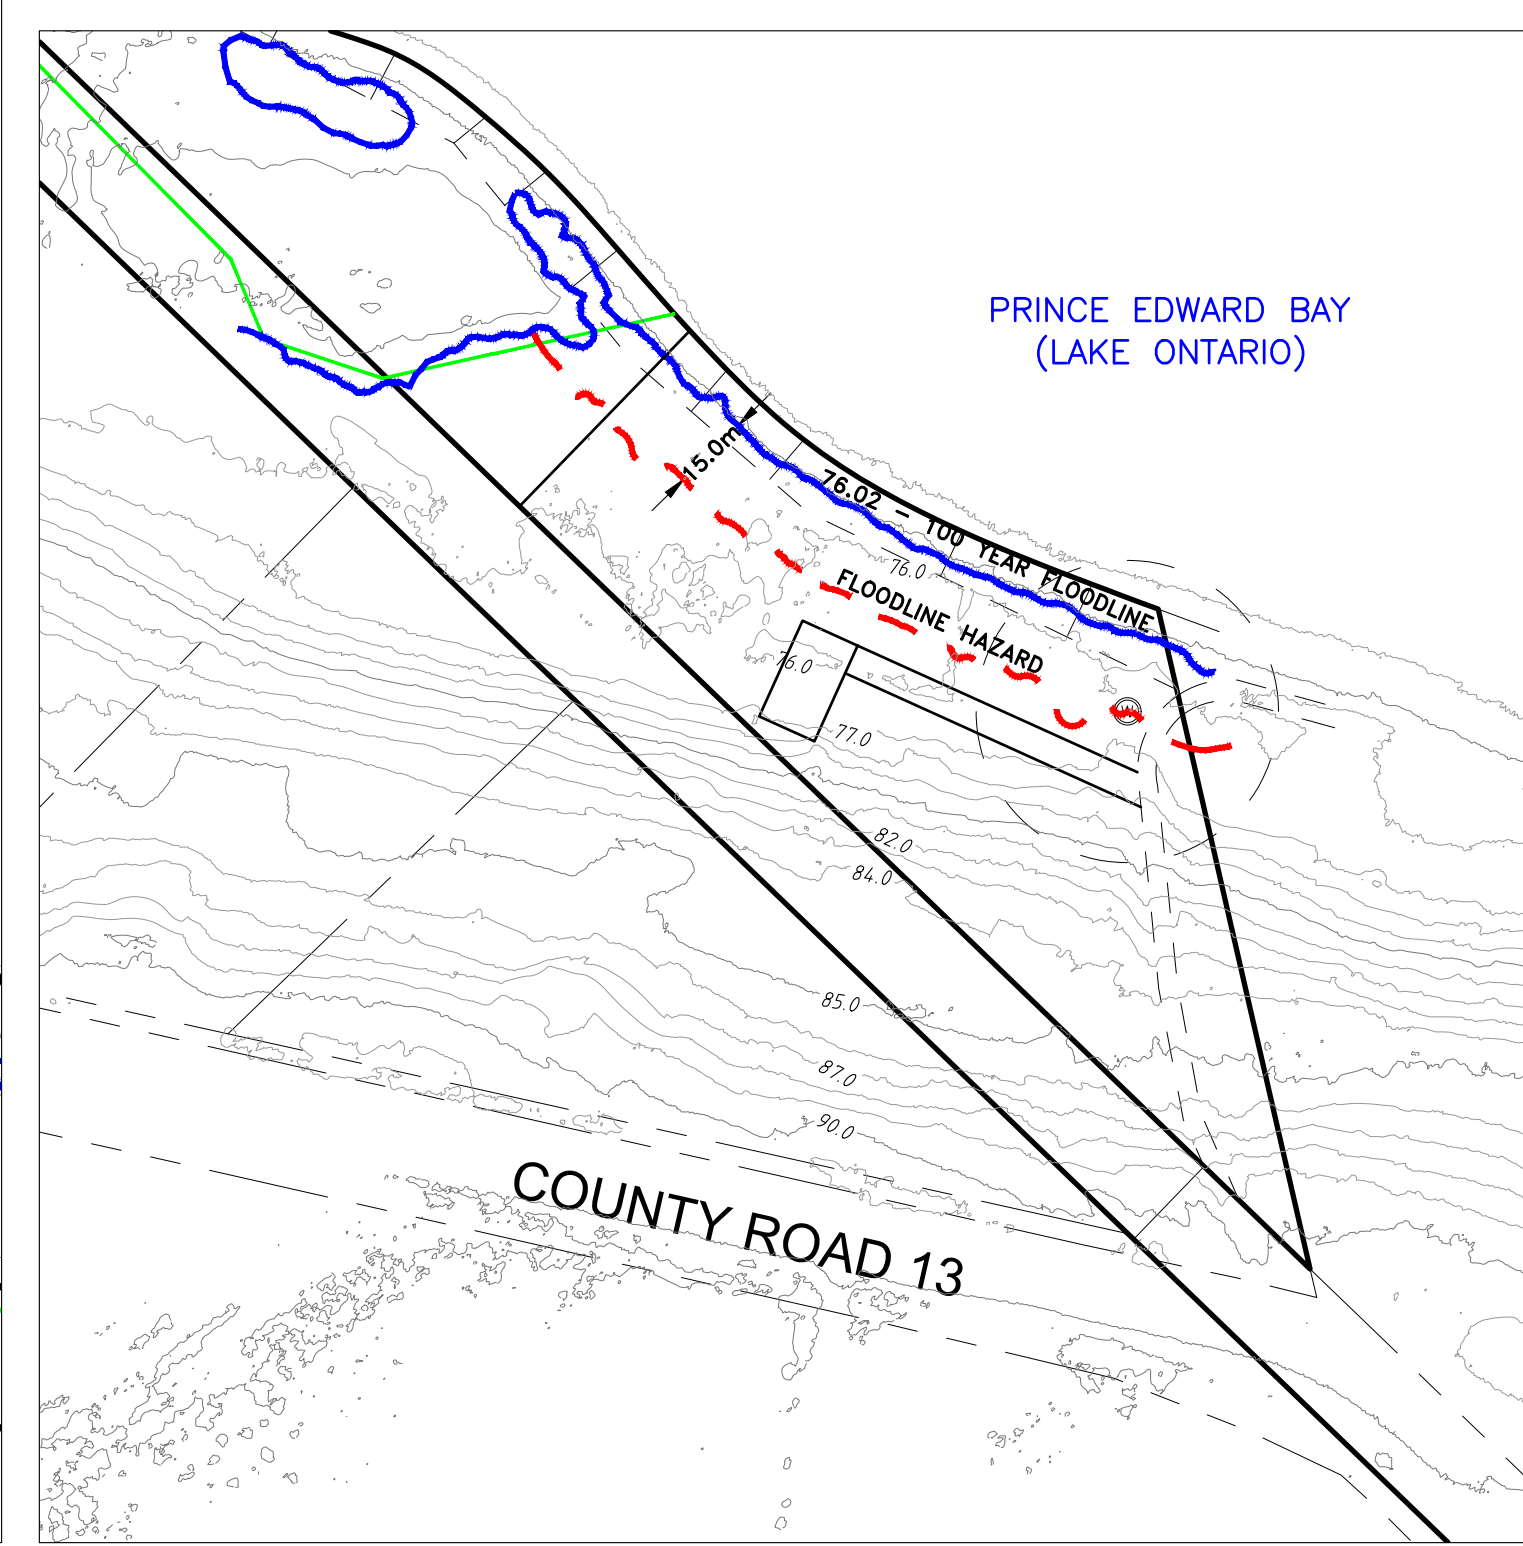 PRINCE EDWARD BAY
(LAKE ONTARIO)
15.0m
76.02 - 100 YEAR FLOODLINE
76.0
FLOODLINE HAZARD
76.0
W
77.0
82.0
84.0
85.0
87.0
90.0
COUNTY ROAD 13